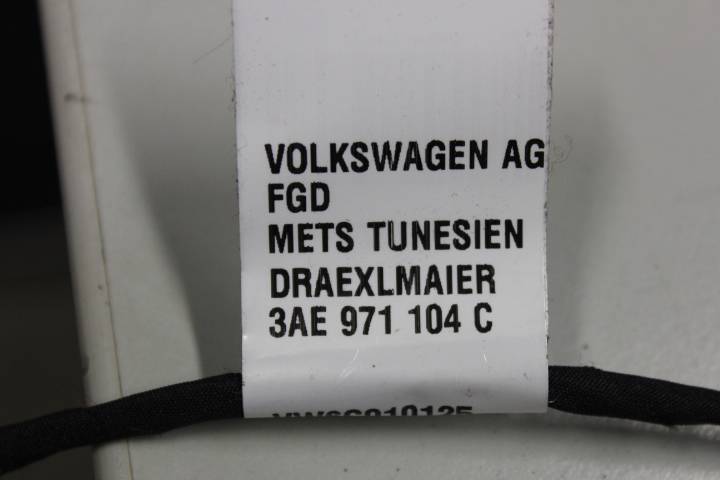 VOLKSWAGEN AG
FGD
METS TUNESIEN
DRAEXLMAIER
3AE 971 104 C